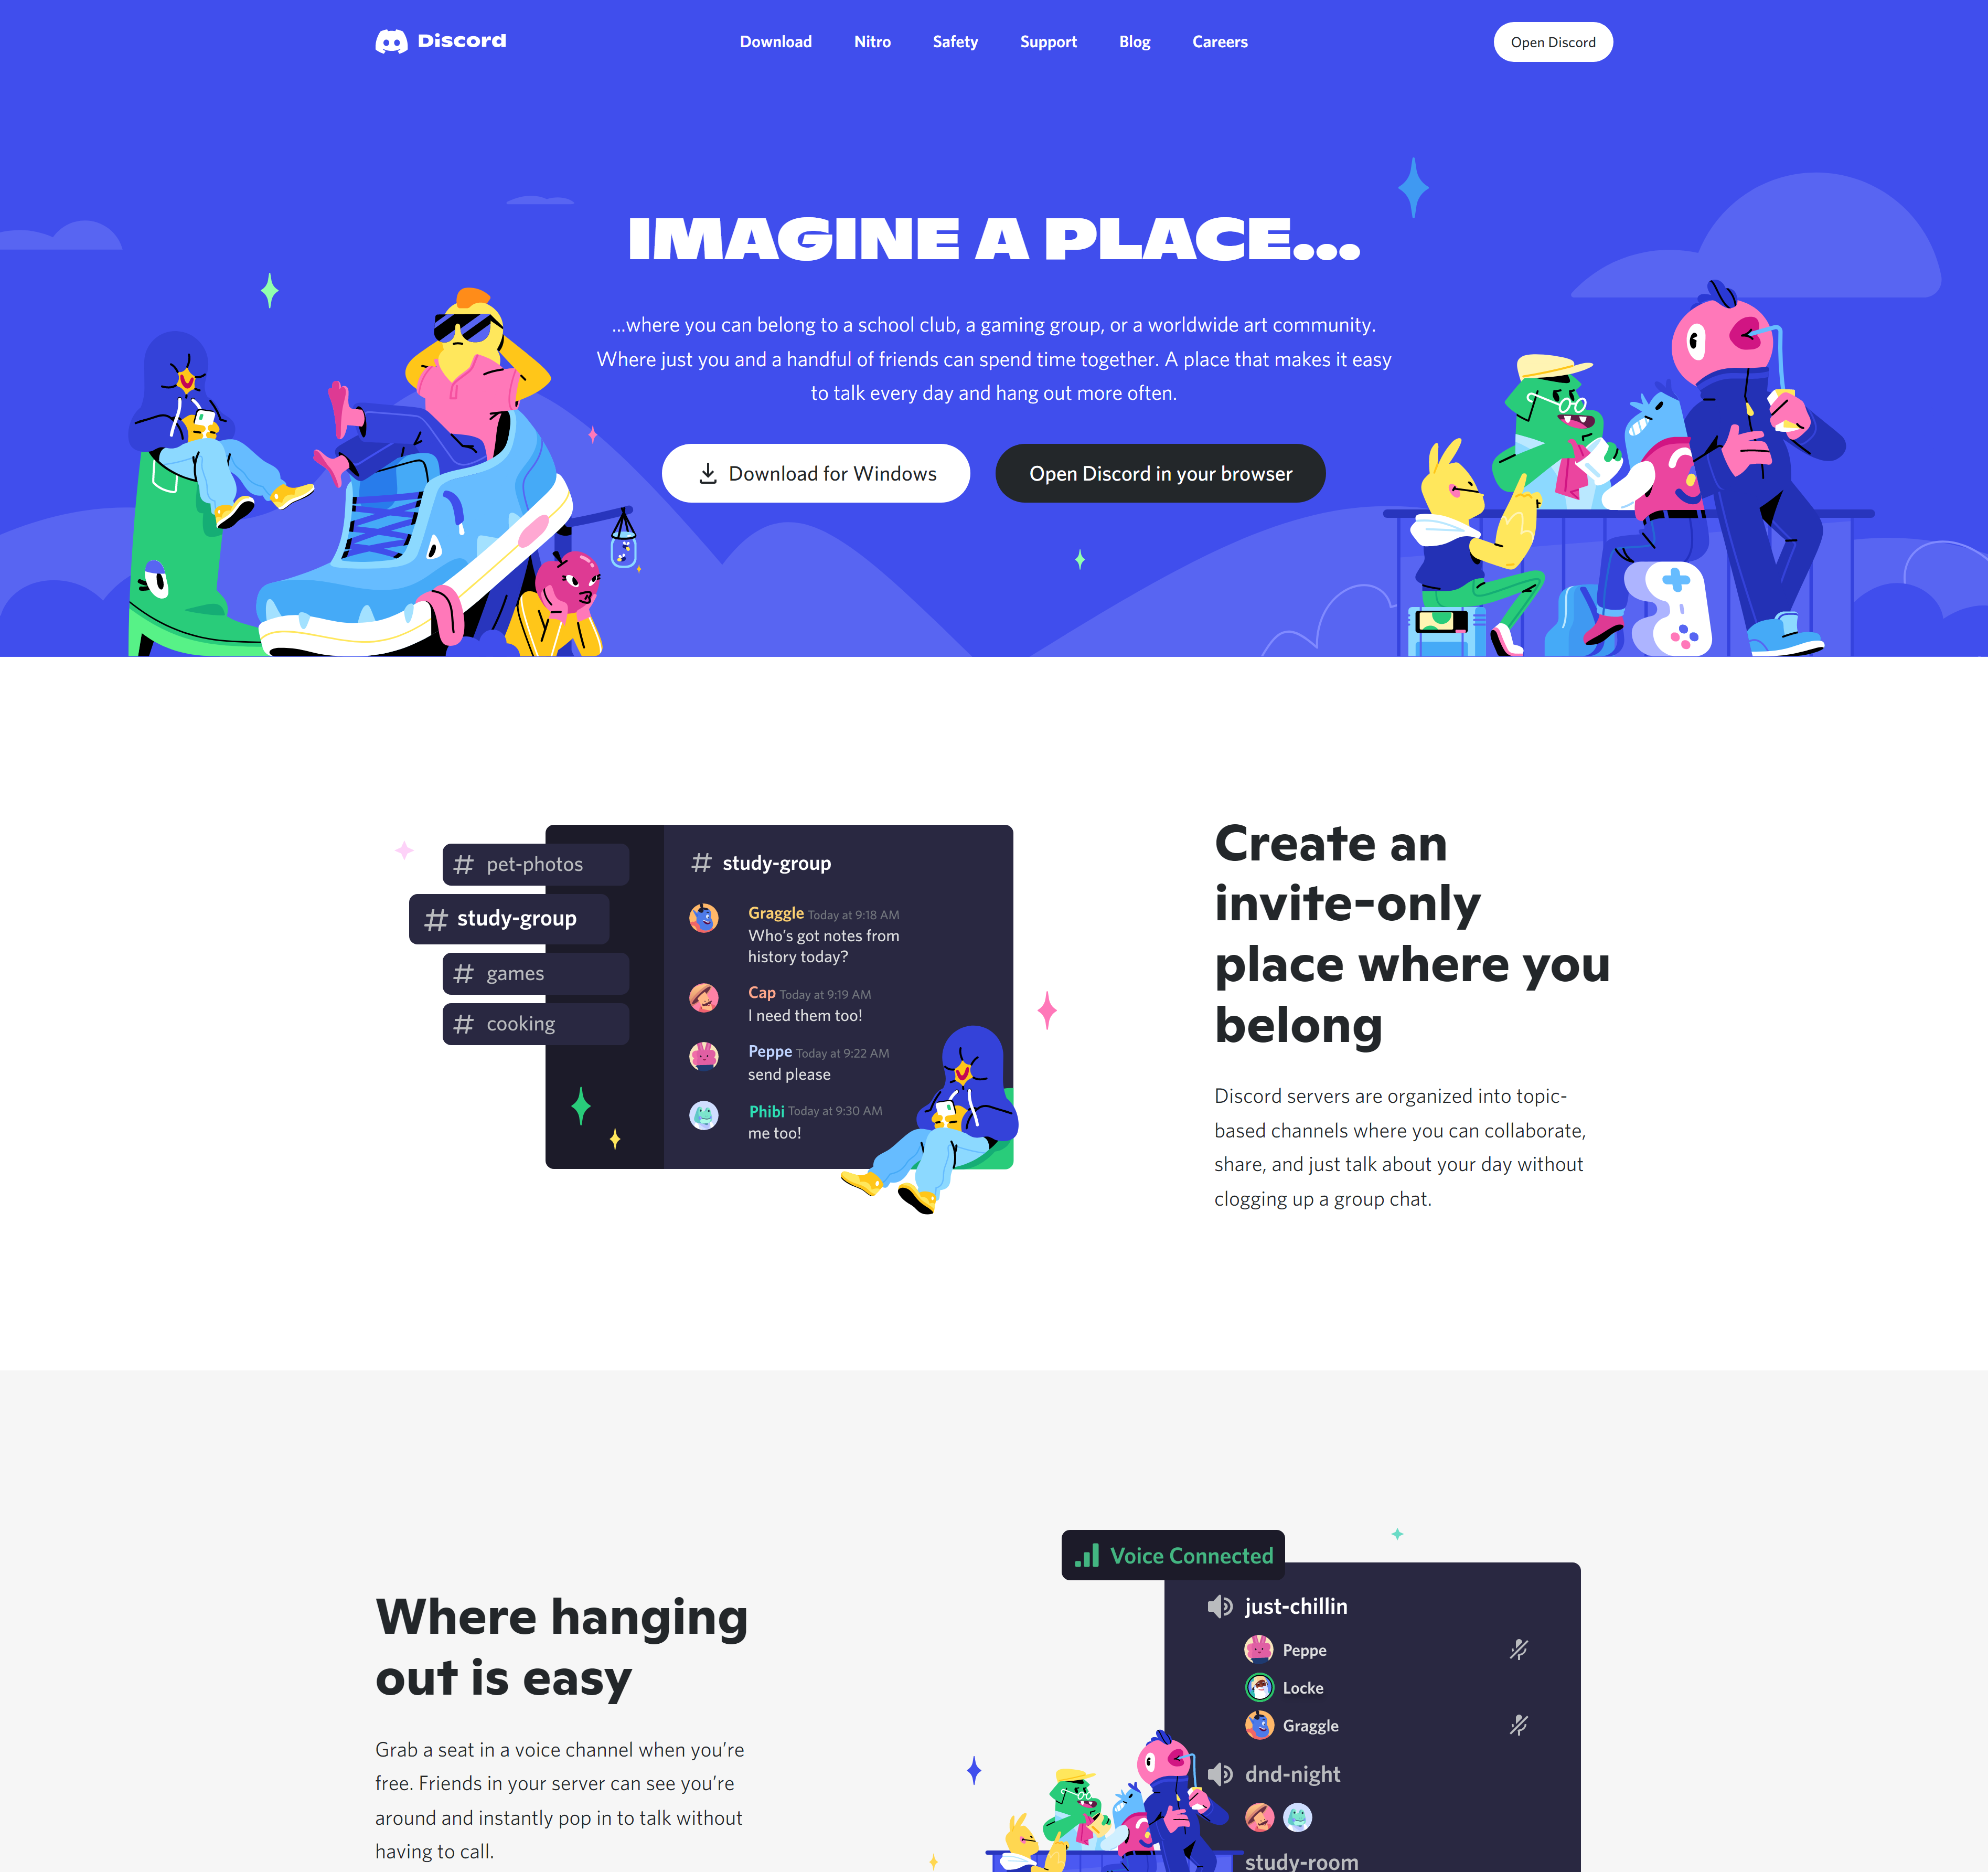 Discord
Download
Nitro
Safety
Support
Blog
Careers
Open Discord
IMAGINE A PLACE...
...where you can belong to a school club, a gaming group, or a worldwide art community.
Where just you and a handful of friends can spend time together. A place that makes it easy
to talk every day and hang out more often.
Download for Windows
Open Discord in your browser
# pet-photos
# study-group
# games
# cooking
# study-group
Graggle Today at 9:18 AM
Who's got notes from
history today?
Cap Today at 9:19 AM
I need them too!
Peppe Today at 9:22 AM
send please
Phibi Today at 9:30 AM
me too!
Create an
invite-only
place where you
belong
Discord servers are organized into topic-
based channels where you can collaborate,
share, and just talk about your day without
clogging up a group chat.
Where hanging
out is easy
Grab a seat in a voice channel when you're
free. Friends in your server can see you're
around and instantly pop in to talk without
having to call.
Voice Connected
just-chillin
Peppe
Locke
Graggle
dnd-night
study-room